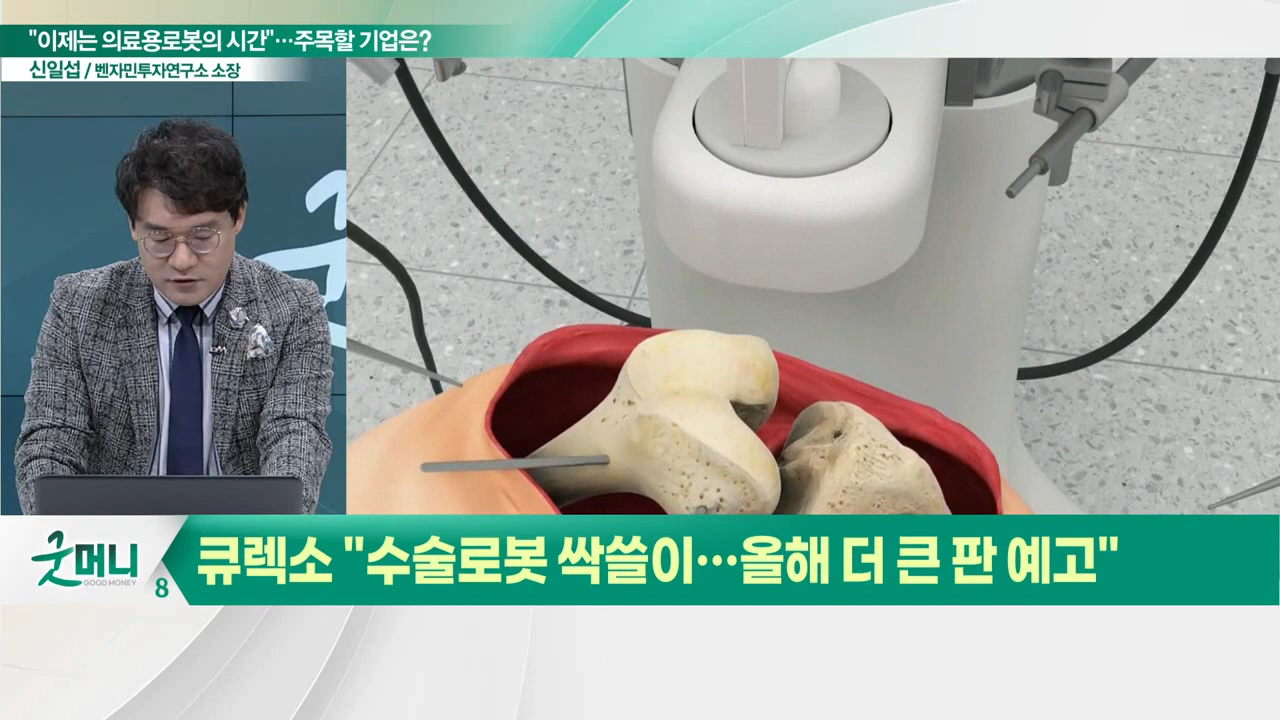 "이제는 의료용로봇의 시간"…주목할 기업은?
신일섭 / 벤자민투자연구소 소장
굿머니
GOOD MONEY
8
큐렉소 "수술로봇 싹쓸이…올해 더 큰 판 예고"